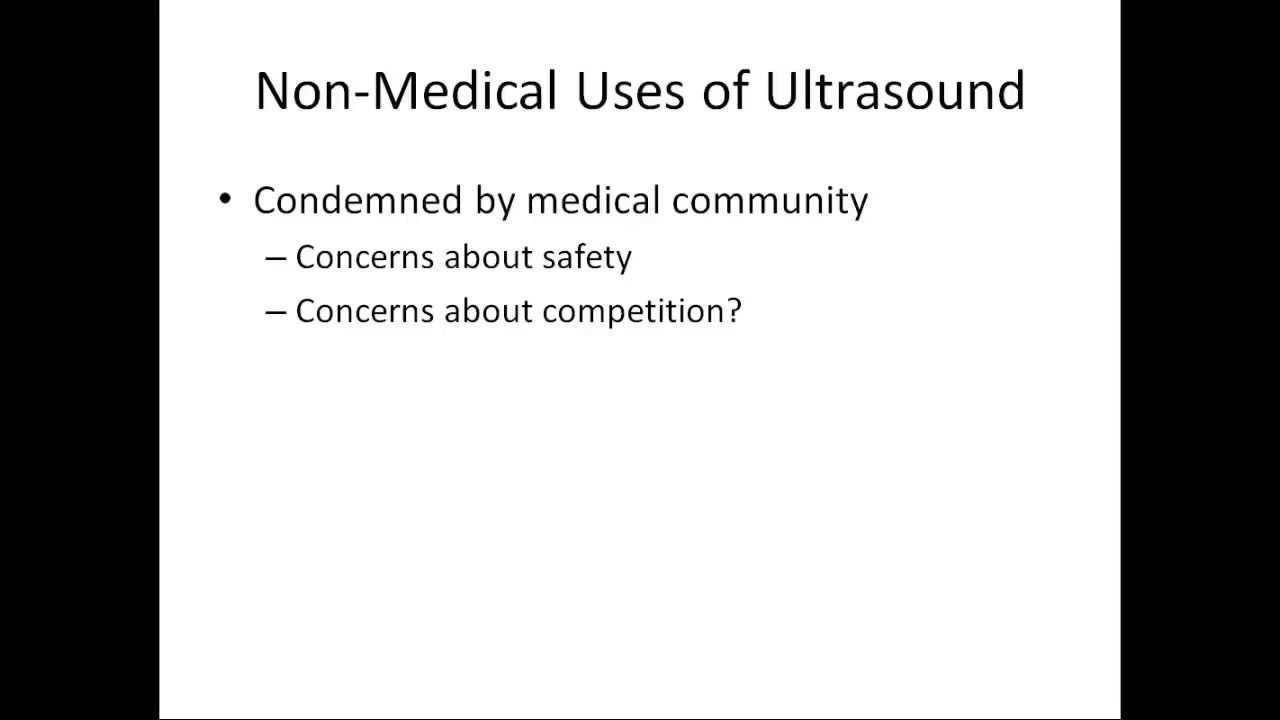 Non-Medical Uses of Ultrasound
• Condemned by medical community
– Concerns about safety
– Concerns about competition?